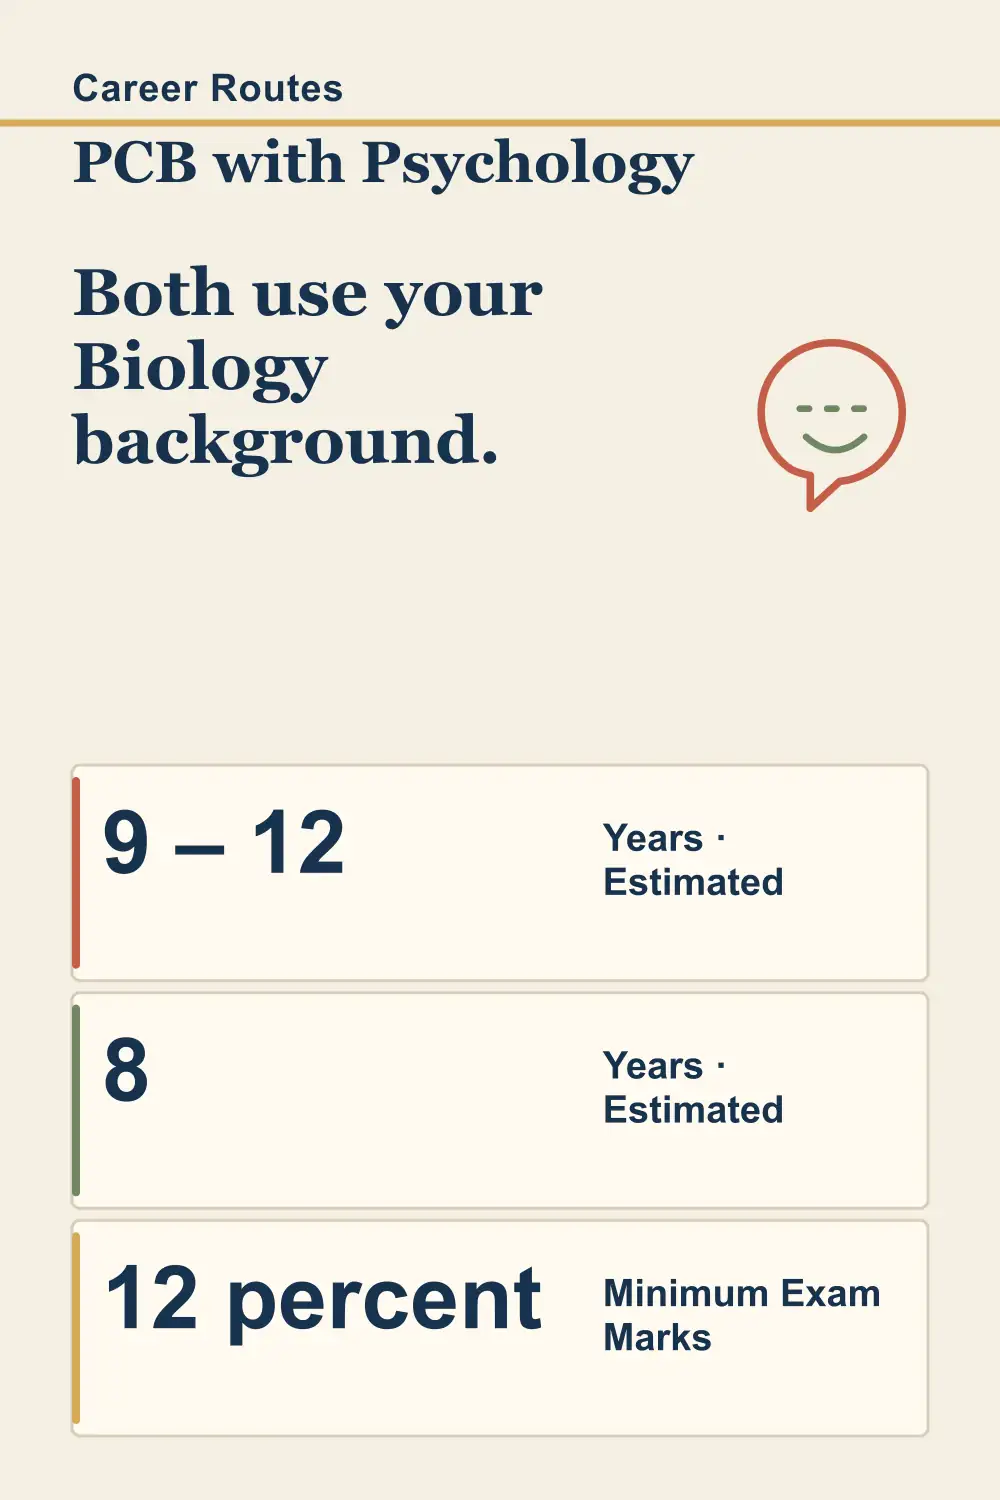 Career Routes
PCB with Psychology
Both use your
Biology
background.
9 – 12
Years ·
Estimated
8
Years ·
Estimated
12 percent
Minimum Exam
Marks